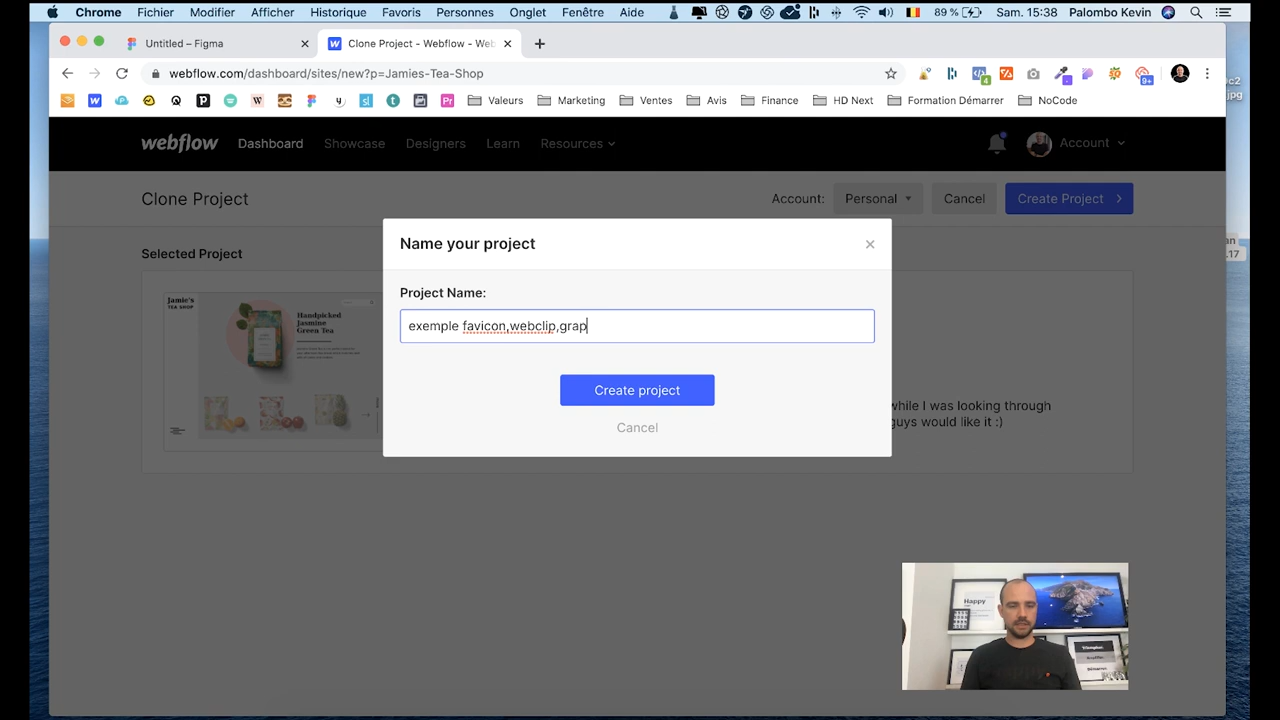 Chrome Fichier Modifier Afficher Historique Favoris Personnes Onglet Fenêtre Aide 89 % Sam. 15:38 Palombo Kevin
Untitled – Figma
Clone Project - Webflow - Web
webflow.com/dashboard/sites/new?p=Jamies-Tea-Shop
Valeurs Marketing Ventes Avis Finance HD Next Formation Démarrer NoCode
webflow Dashboard Showcase Designers Learn Resources Account
Clone Project
Account: Personal Cancel Create Project
Name your project
Selected Project
Project Name:
exemple favicon,webclip,grap
Create project
Cancel
Jamie's
TEA SHOP
Handpicked
Jasmine
Green Tea
while I was looking through
guys would like it :)
Happy